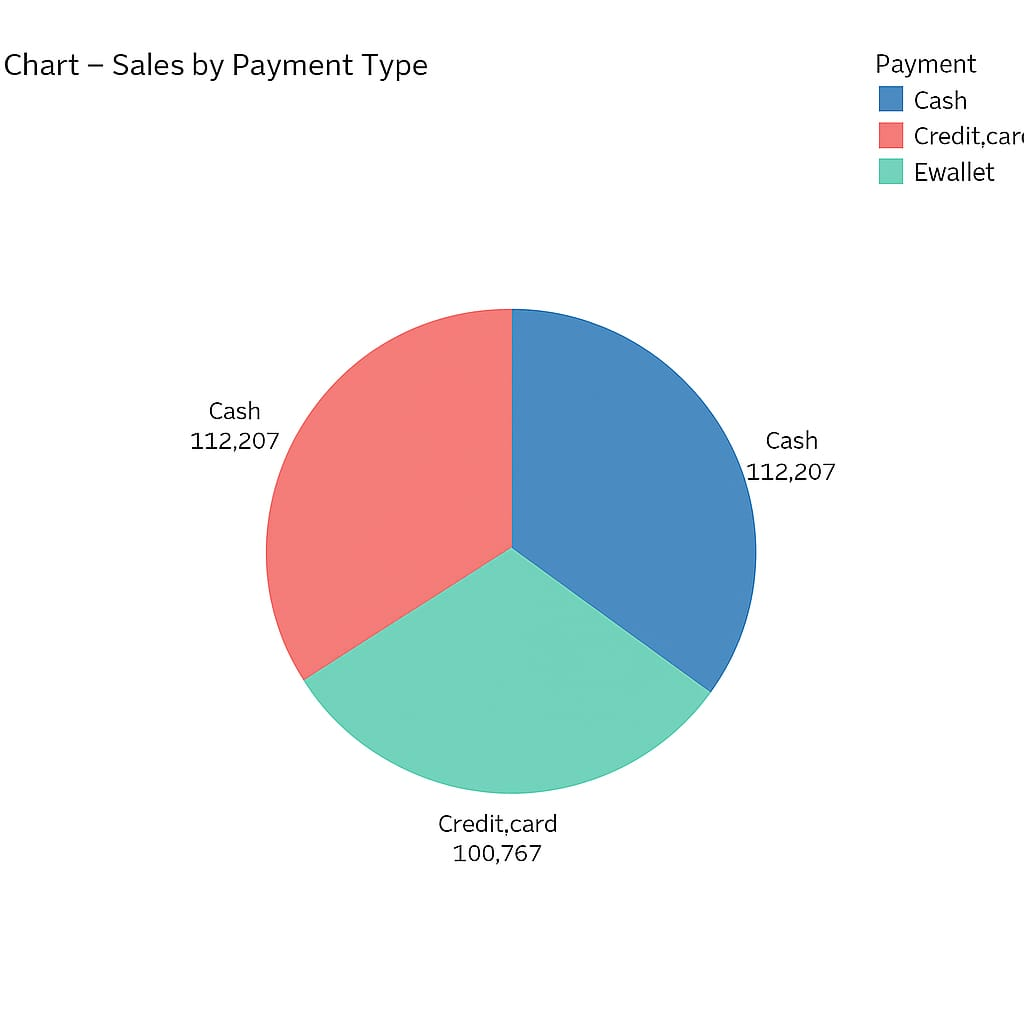 Chart – Sales by Payment Type
Payment
Cash
Credit,car
Ewallet
Cash
112,207
Cash
112,207
Credit,card
100,767